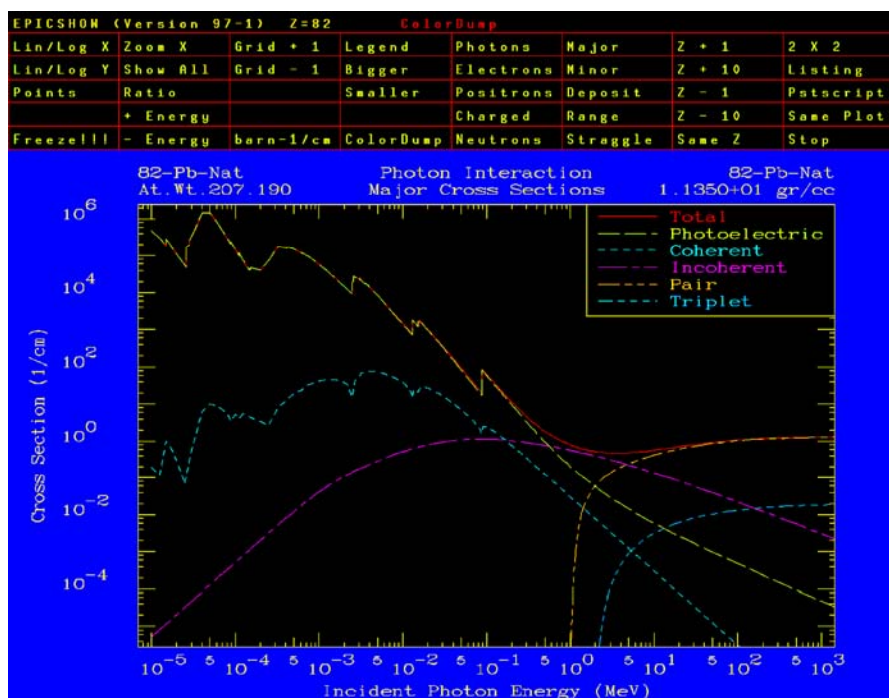 EPICSHOW (Version 97-1) Z=82 ColorDump
Lin/Log X Zoom X Grid + 1 Legend Photons Major Z + 1 2 X 2
Lin/Log Y Show All Grid - 1 Bigger Electrons Minor Z + 10 Listing
Points Ratio Smaller Positrons Deposit Z - 1 Pstscript
+ Energy Charged Range Z - 10 Same Plot
Freeze!!! - Energy barn-1/cm ColorDump Neutrons Straggle Same Z Stop
82-Pb-Nat Photon Interaction 82-Pb-Nat
At.Wt.207.190 Major Cross Sections 1.1350+01 gr/cc
Total
Photoelectric
Coherent
Incoherent
Pair
Triplet
10^6
10^4
10^2
10^0
10^-2
10^-4
Cross Section (1/cm)
10^-5 5 10^-4 5 10^-3 5 10^-2 5 10^-1 5 10^0 5 10^1 5 10^2 5 10^3
Incident Photon Energy (MeV)